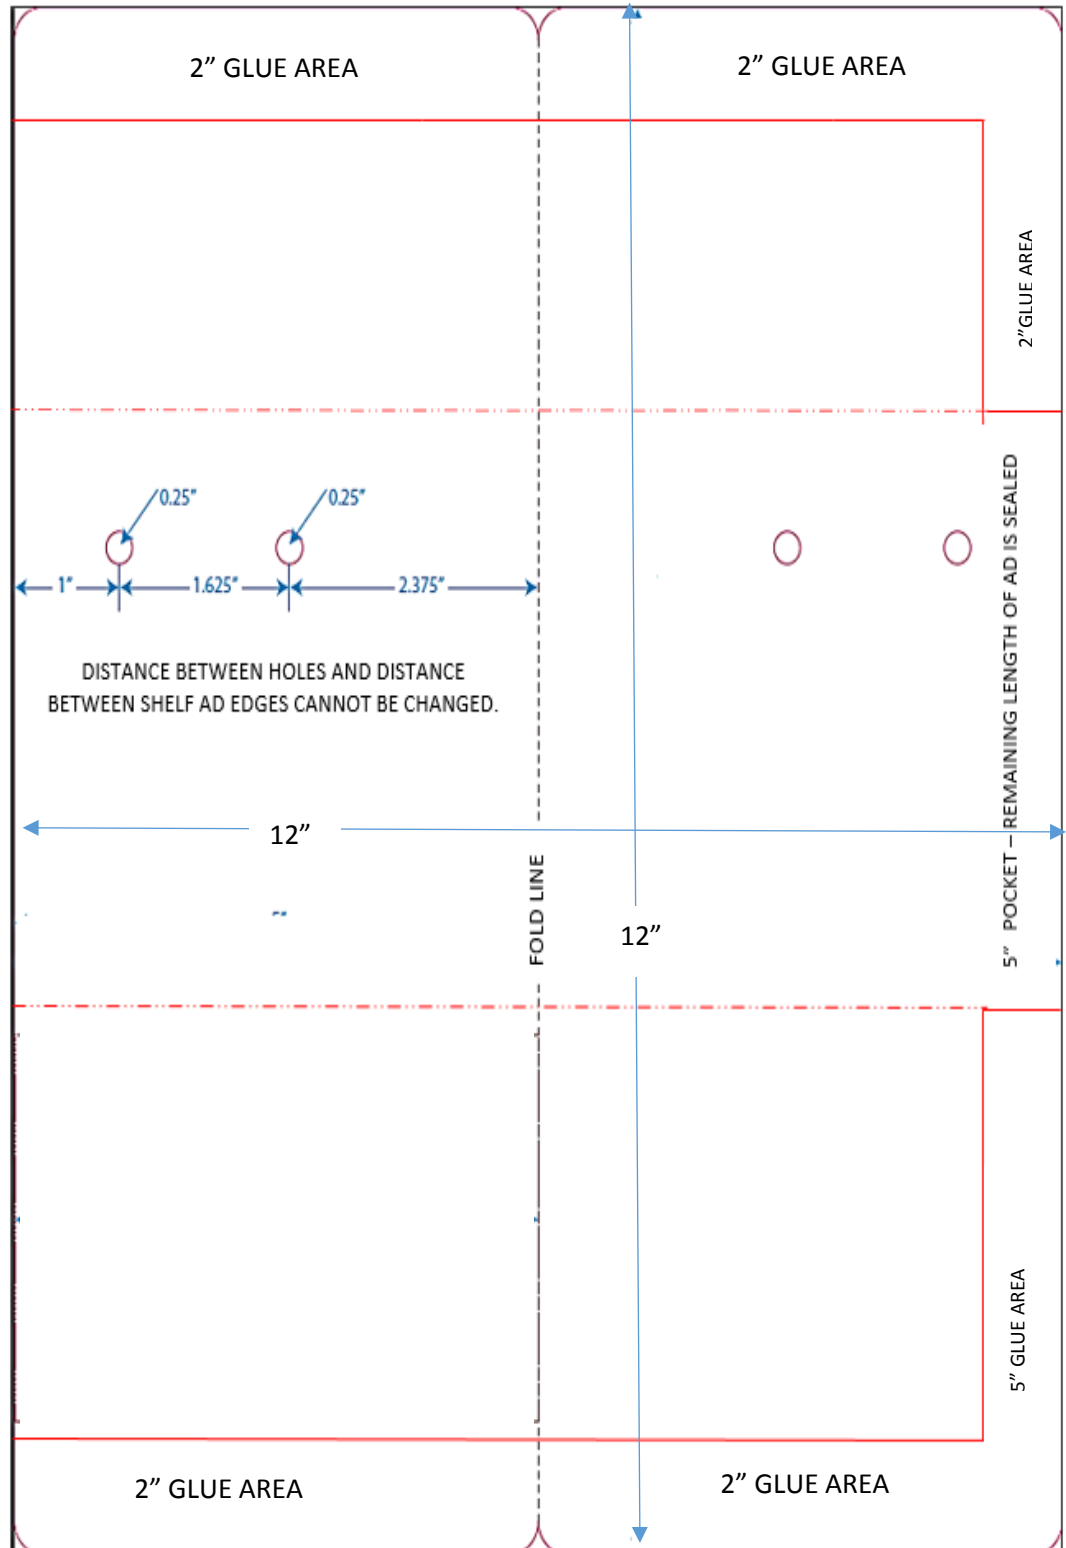 2” GLUE AREA
2” GLUE AREA
2”GLUE AREA
0.25"
0.25"
1"
1.625"
2.375"
DISTANCE BETWEEN HOLES AND DISTANCE
BETWEEN SHELF AD EDGES CANNOT BE CHANGED.
5” POCKET – REMAINING LENGTH OF AD IS SEALED
12”
FOLD LINE
12”
5” GLUE AREA
2” GLUE AREA
2” GLUE AREA